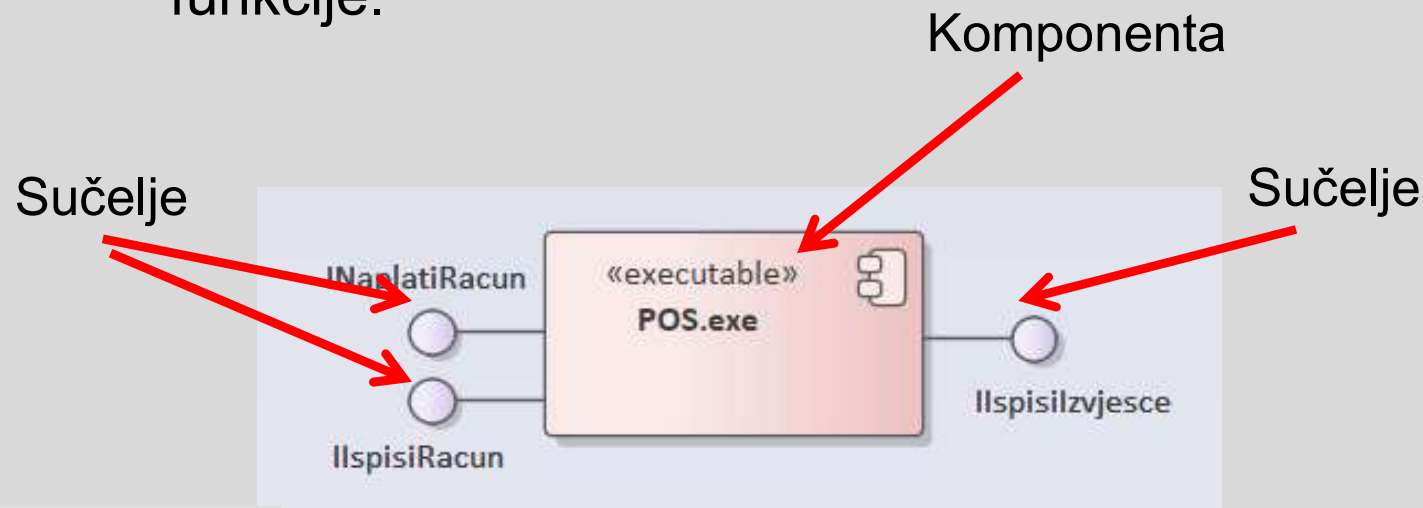 funkcije.
Komponenta
Sučelje
Sučelje
INaplatiRacun
«executable»
POS.exe
IIspisiIzvjesce
IIspisiRacun